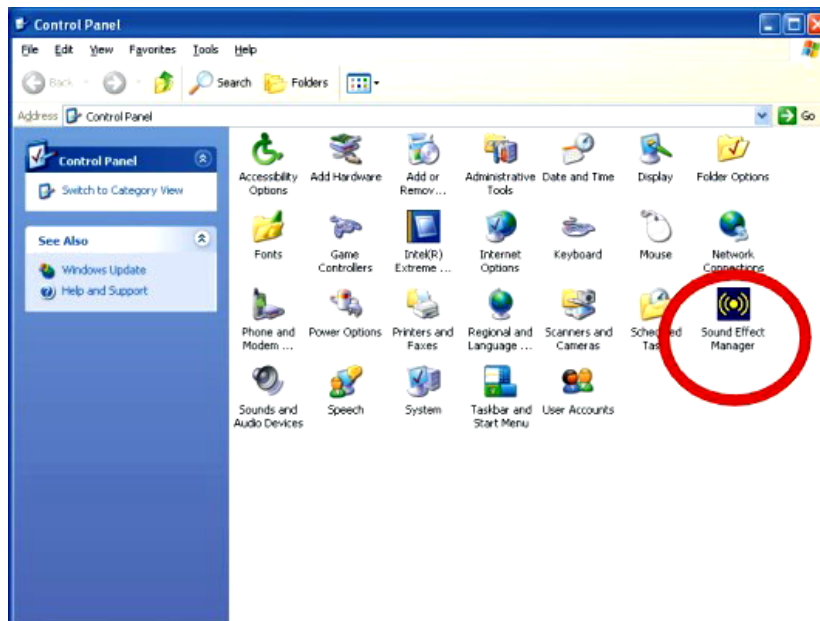 Control Panel
File Edit View Favorites Tools Help
Back Search Folders
Address Control Panel Go
Control Panel
Switch to Category View
See Also
Windows Update
Help and Support
Accessibility Options
Add Hardware
Add or Remov...
Administrative Tools
Date and Time
Display
Folder Options
Fonts
Game Controllers
Intel(R) Extreme ...
Internet Options
Keyboard
Mouse
Network Connections
Phone and Modem ...
Power Options
Printers and Faxes
Regional and Language ...
Scanners and Cameras
Sound Effect Manager
Sounds and Audio Devices
Speech
System
Taskbar and Start Menu
User Accounts